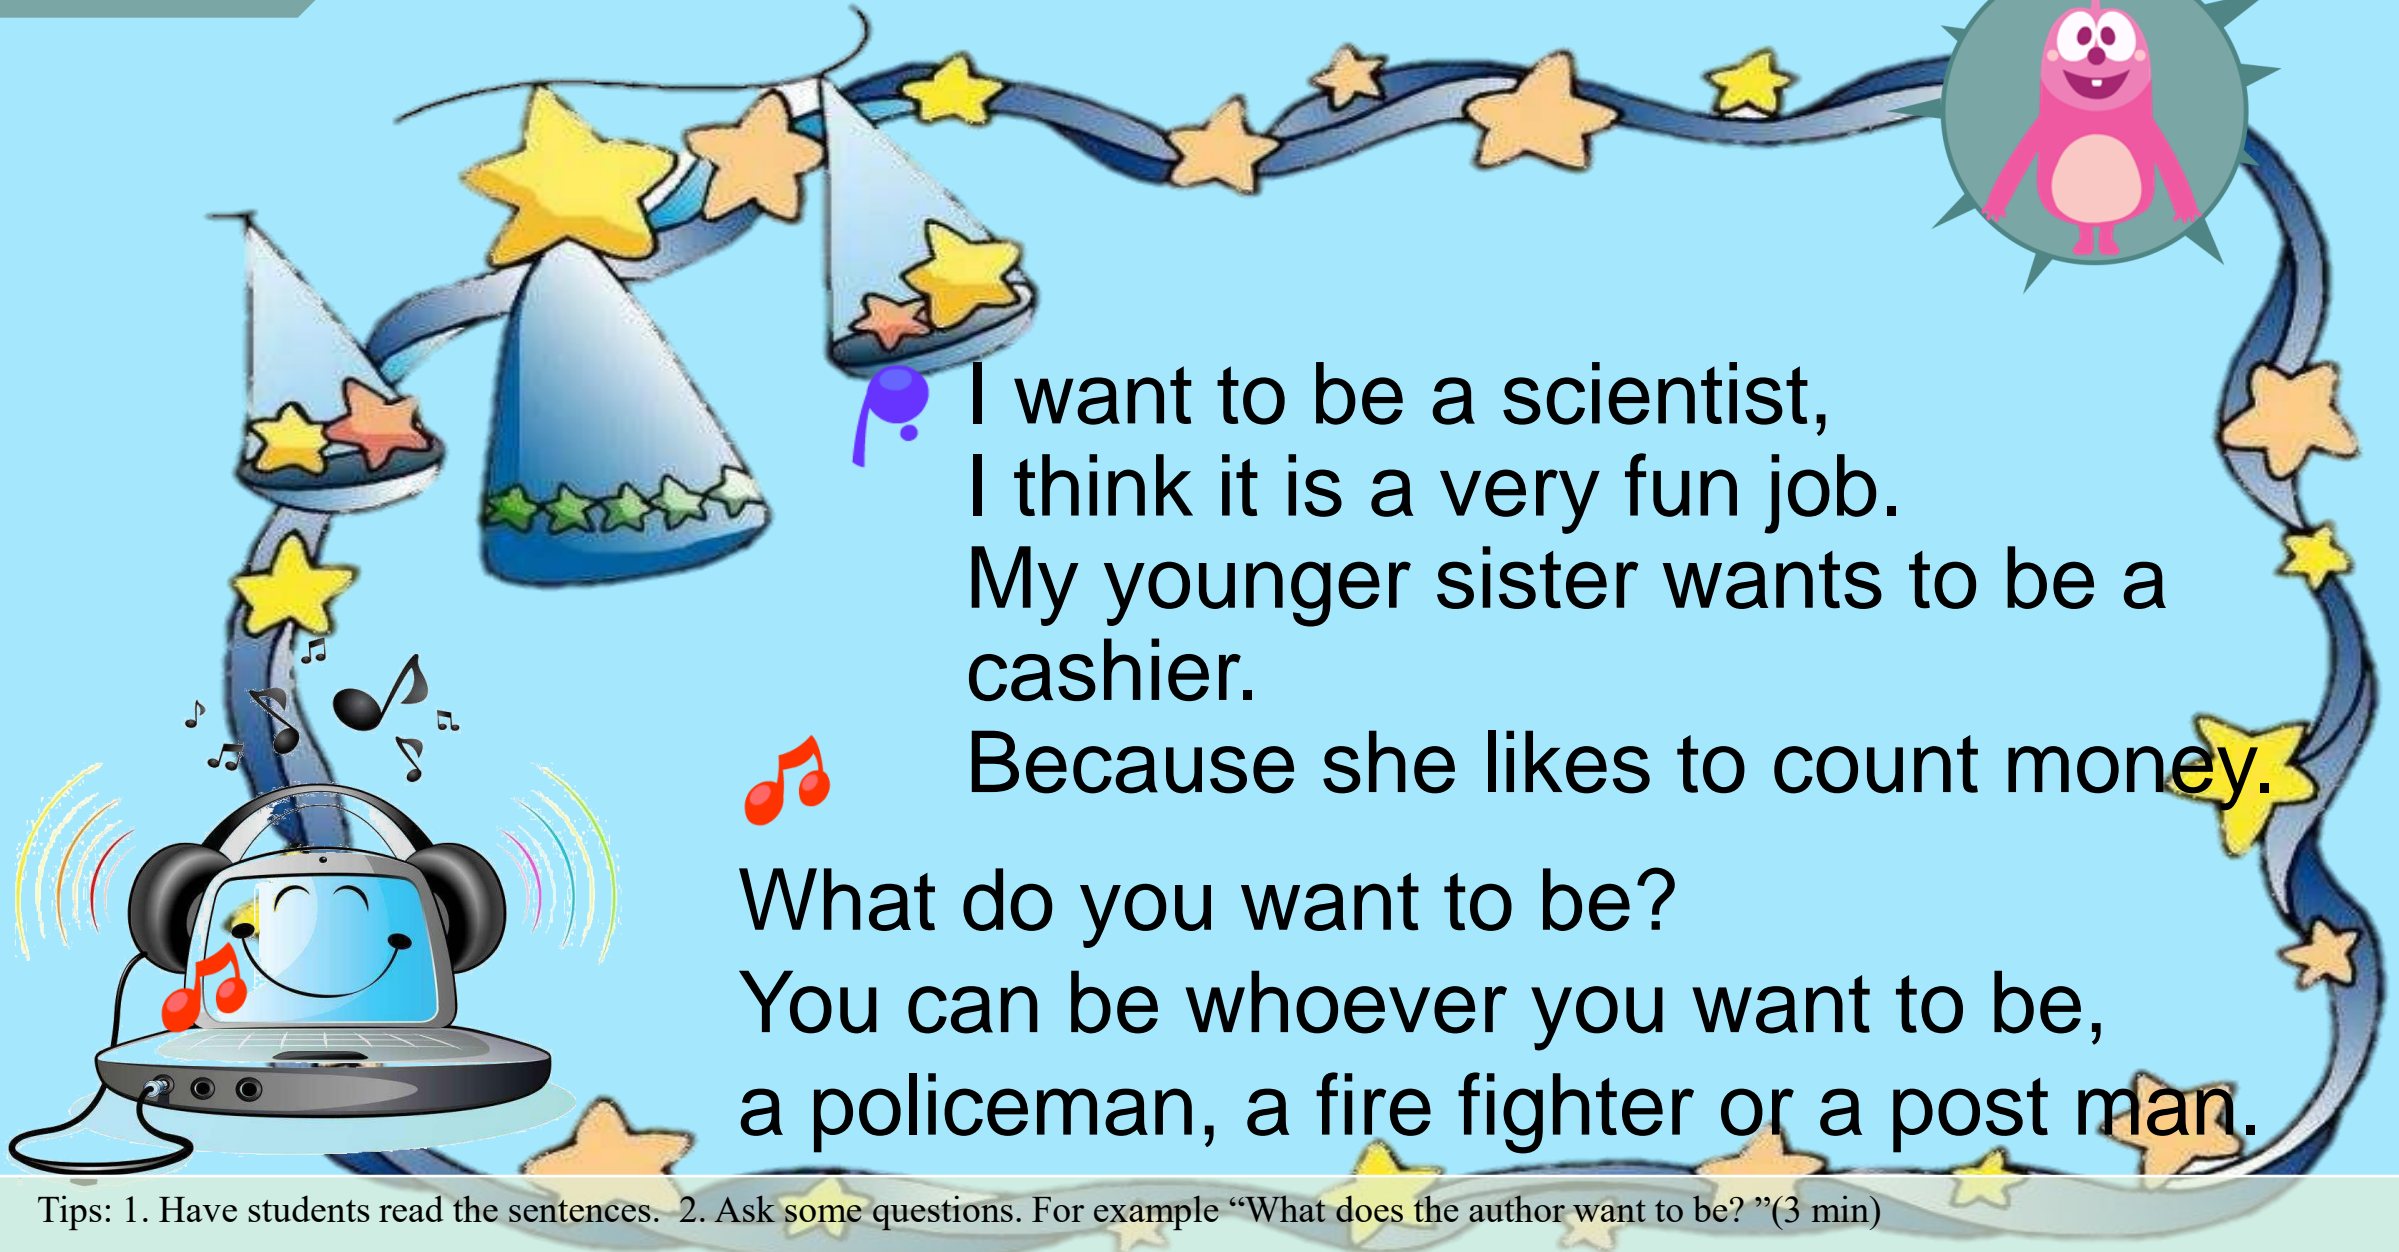 I want to be a scientist,
I think it is a very fun job.
My younger sister wants to be a
cashier.
Because she likes to count money.
What do you want to be?
You can be whoever you want to be,
a policeman, a fire fighter or a post man.
Tips: 1. Have students read the sentences.  2. Ask some questions. For example “What does the author want to be? ”(3 min)